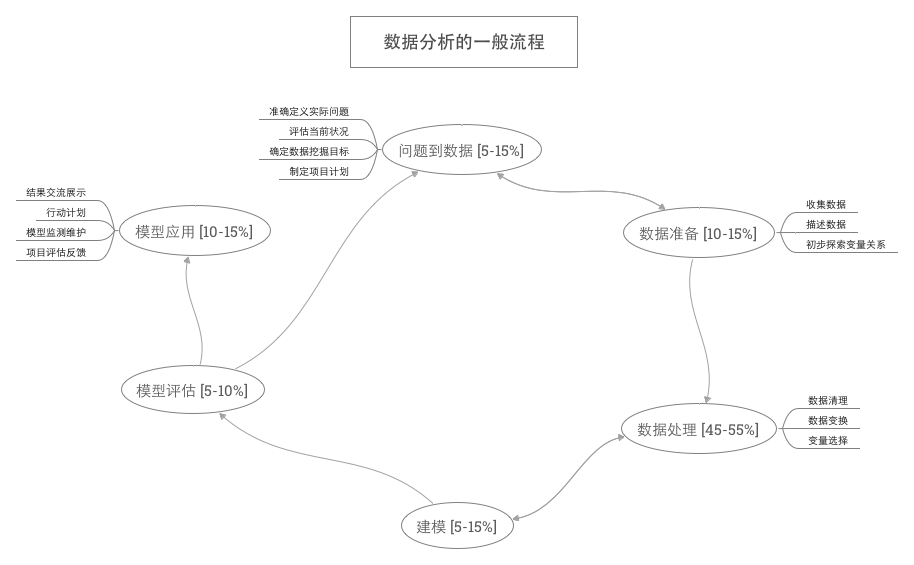 数据分析的一般流程
准确定义实际问题
评估当前状况
确定数据挖掘目标
制定项目计划
问题到数据 [5-15%]
结果交流展示
行动计划
模型监测维护
项目评估反馈
模型应用 [10-15%]
数据准备 [10-15%]
收集数据
描述数据
初步探索变量关系
模型评估 [5-10%]
数据处理 [45-55%]
数据清理
数据变换
变量选择
建模 [5-15%]